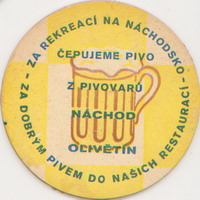 ZA REKREACÍ NA NÁCHODSKO -
ČEPUJEME PIVO
Z PIVOVARŮ
NÁCHOD
OLIVĚTÍN
- ZA DOBRÝM PIVEM DO NAŠICH RESTAURACÍ